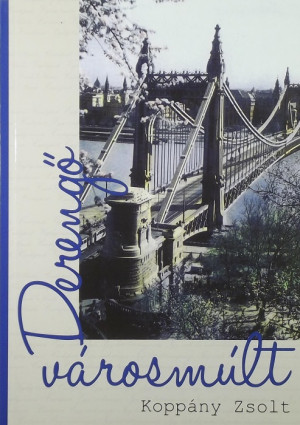 Derengő
városmúlt
Koppány Zsolt